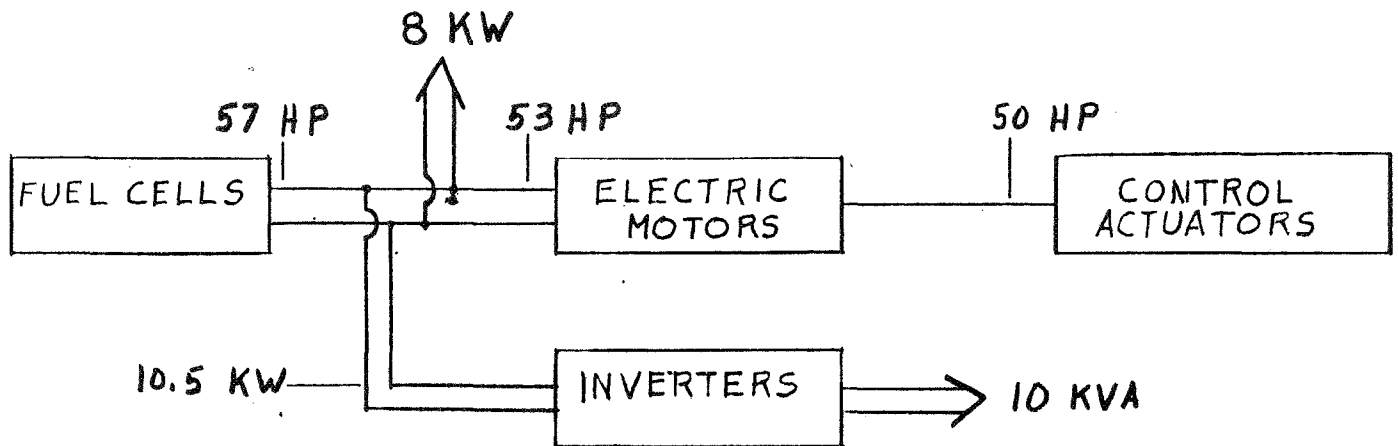 8 KW
57 HP
53 HP
50 HP
FUEL CELLS
ELECTRIC
MOTORS
CONTROL
ACTUATORS
10.5 KW
INVERTERS
10 KVA